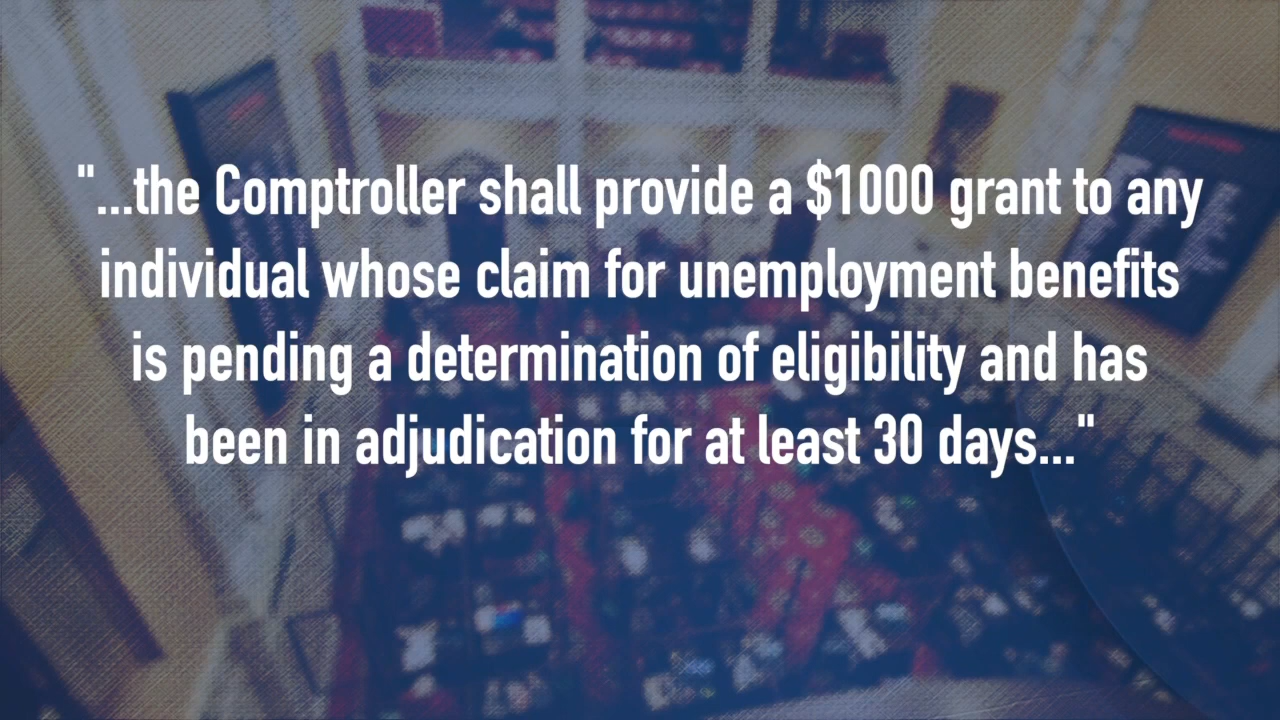 "...the Comptroller shall provide a $1000 grant to any
individual whose claim for unemployment benefits
is pending a determination of eligibility and has
been in adjudication for at least 30 days..."